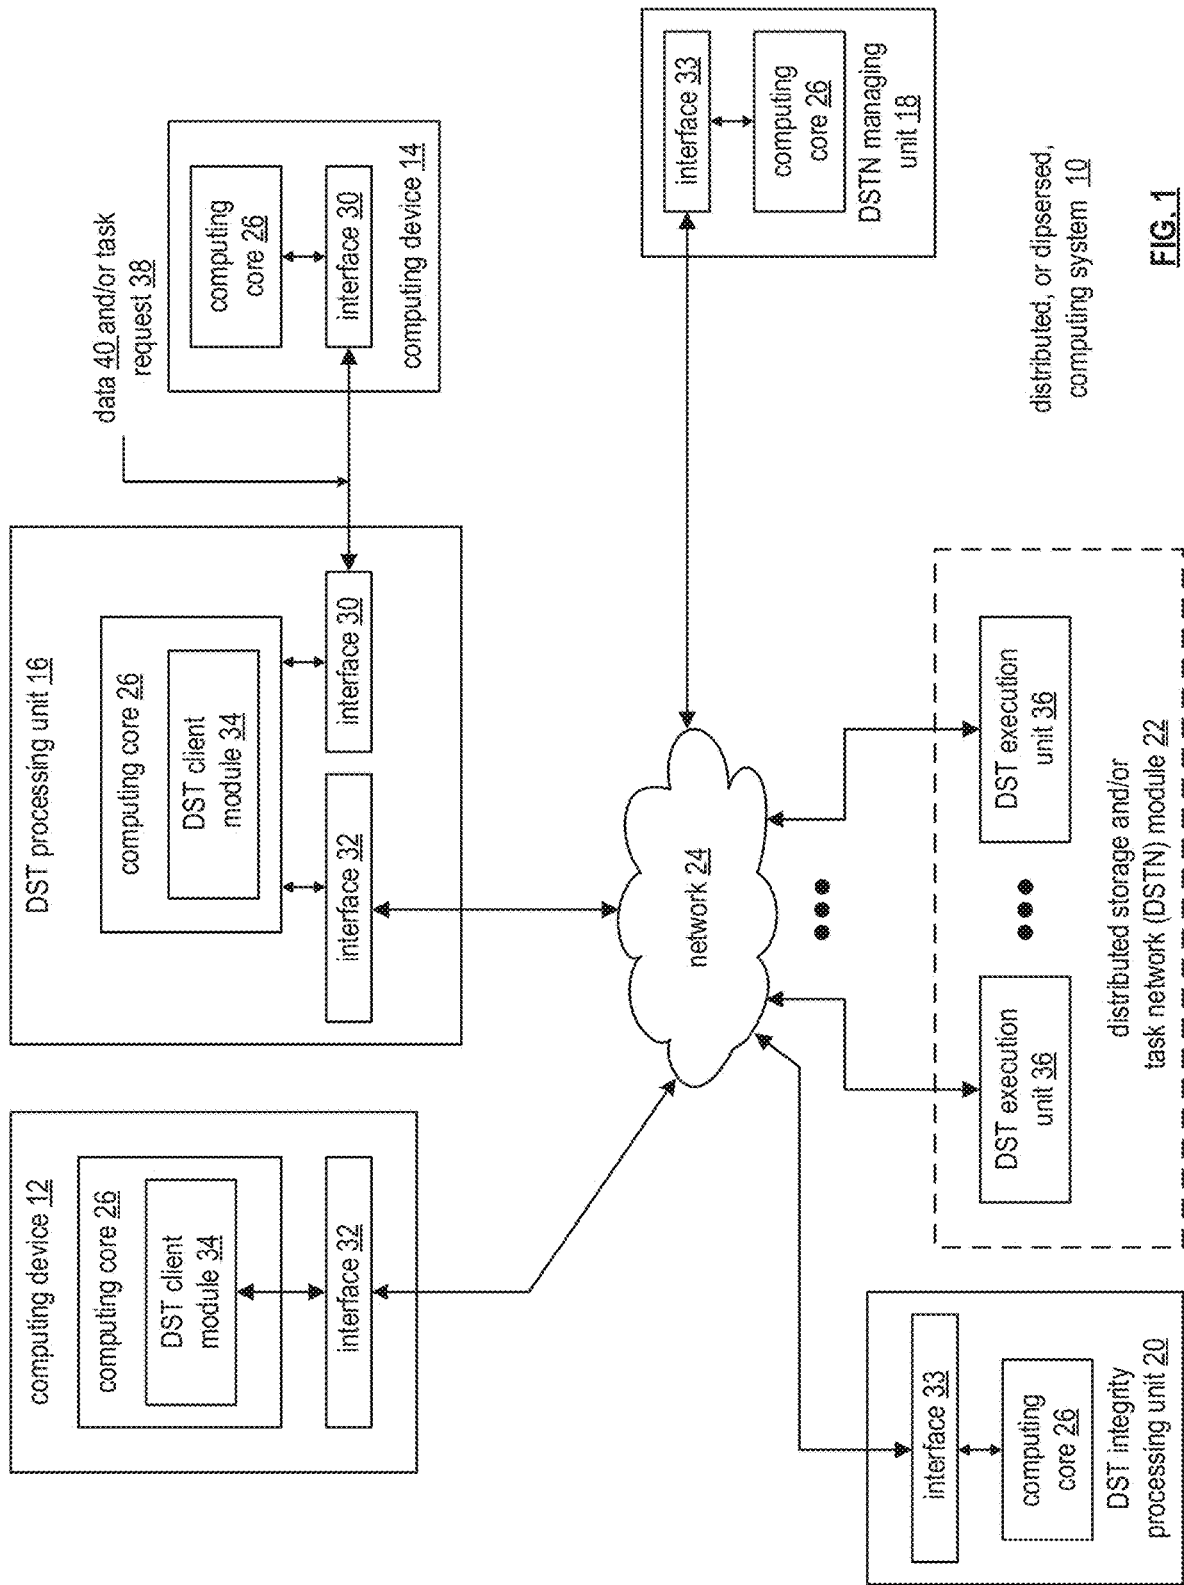 computing device 12
computing core 26
DST client
module 34
interface 32
DST processing unit 16
computing core 26
DST client
module 34
interface 32
interface 30
data 40 and/or task
request 38
computing
core 26
interface 30
computing device 14
network 24
interface 33
computing
core 26
DSTN managing
unit 18
interface 33
computing
core 26
DST integrity
processing unit 20
DST execution
unit 36
DST execution
unit 36
distributed storage and/or
task network (DSTN) module 22
distributed, or dipsersed,
computing system 10
FIG. 1